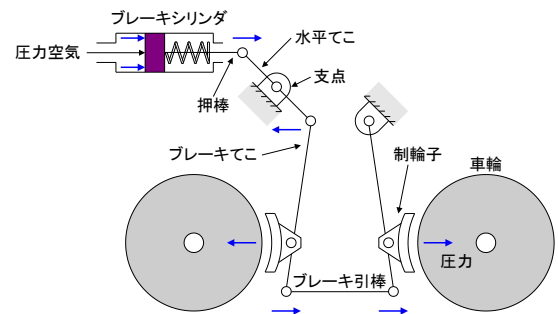 ブレーキシリンダ
水平てこ
圧力空気
支点
押棒
ブレーキてこ
制輪子
車輪
圧力
ブレーキ引棒